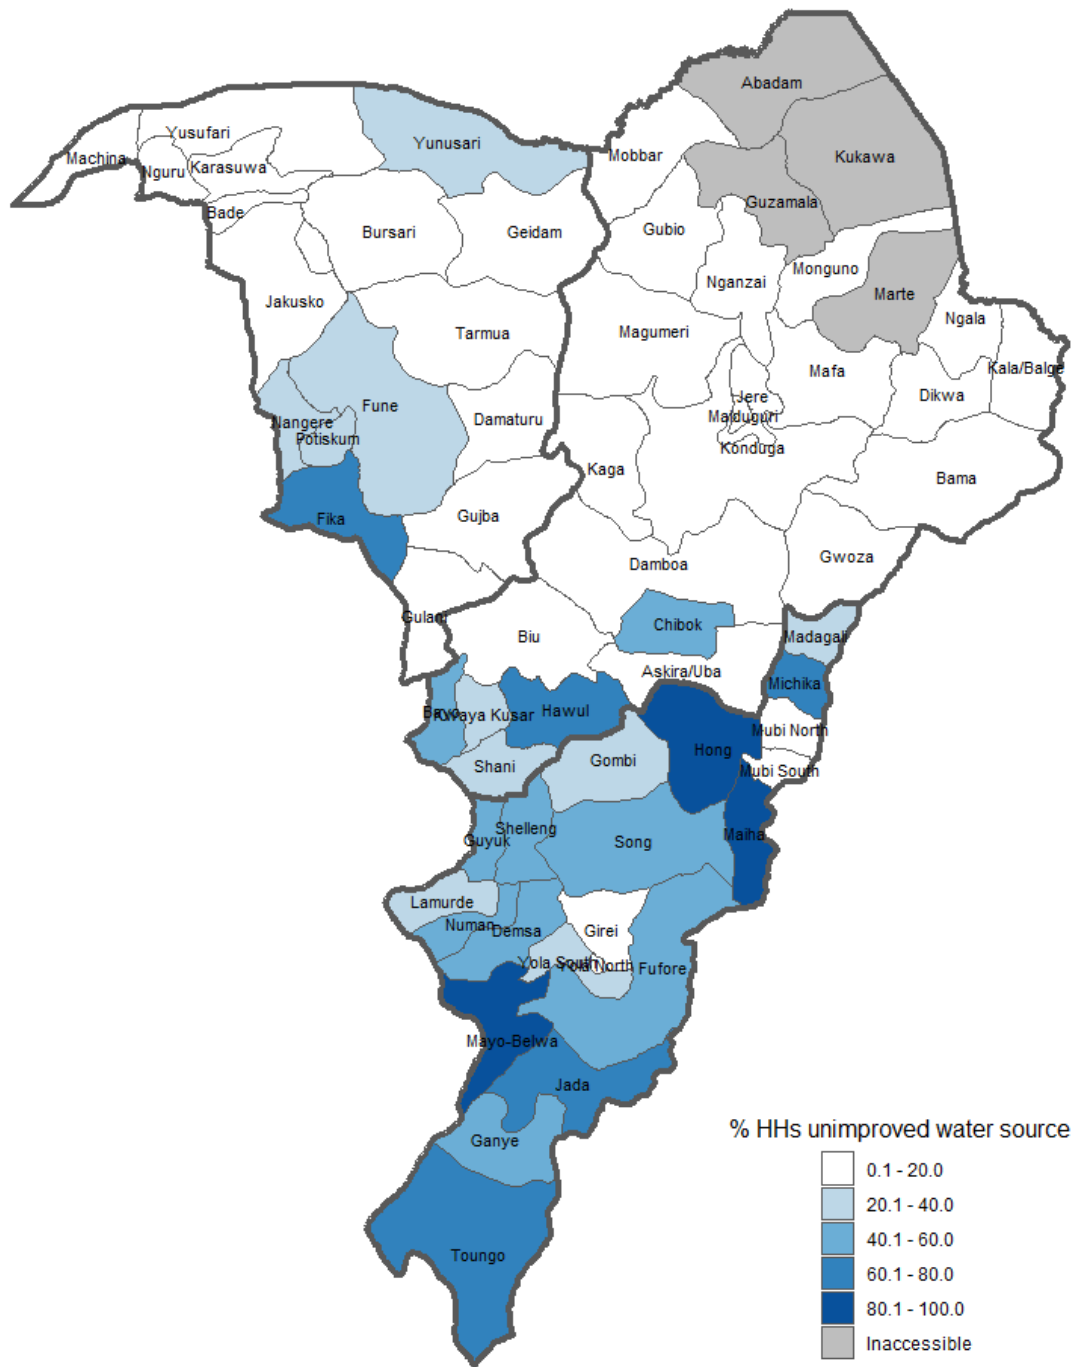 Abadam
Yusufari
Yunusari
Machina
Nguru
Karasuwa
Mobbar
Kukawa
Bade
Guzamala
Bursari
Geidam
Gubio
Monguno
Nganzai
Marte
Jakusko
Ngala
Tarmua
Magumeri
Mafa
Kala/Balge
Jere
Dikwa
Fune
Maiduguri
Nangere
Damaturu
Potiskum
Konduga
Kaga
Bama
Fika
Gujba
Gwoza
Damboa
Gulani
Biu
Chibok
Madagali
Askira/Uba
Michika
Bayo
Kwaya Kusar
Hawul
Mubi North
Hong
Gombi
Shani
Mubi South
Shelleng
Guyuk
Song
Maiha
Lamurde
Numan
Demsa
Girei
Yola South
Yola North
Fufore
Mayo-Belwa
Jada
Ganye
Toungo
% HHs unimproved water source
0.1 - 20.0
20.1 - 40.0
40.1 - 60.0
60.1 - 80.0
80.1 - 100.0
Inaccessible